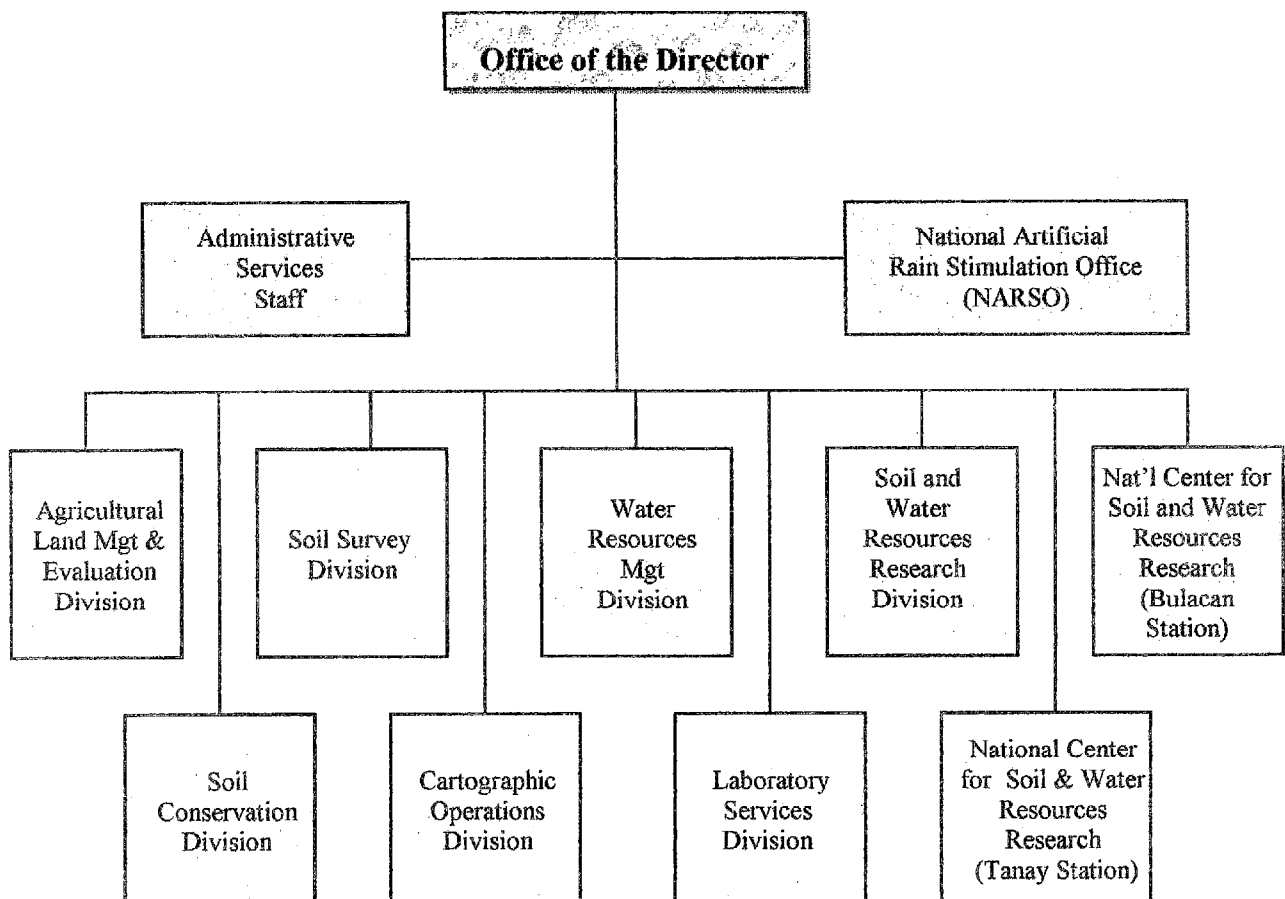 Office of the Director
Administrative
Services
Staff
National Artificial
Rain Stimulation Office
(NARSO)
Agricultural
Land Mgt &
Evaluation
Division
Soil Survey
Division
Water
Resources
Mgt
Division
Soil and
Water
Resources
Research
Division
Nat'l Center for
Soil and Water
Resources
Research
(Bulacan
Station)
Soil
Conservation
Division
Cartographic
Operations
Division
Laboratory
Services
Division
National Center
for Soil & Water
Resources
Research
(Tanay Station)